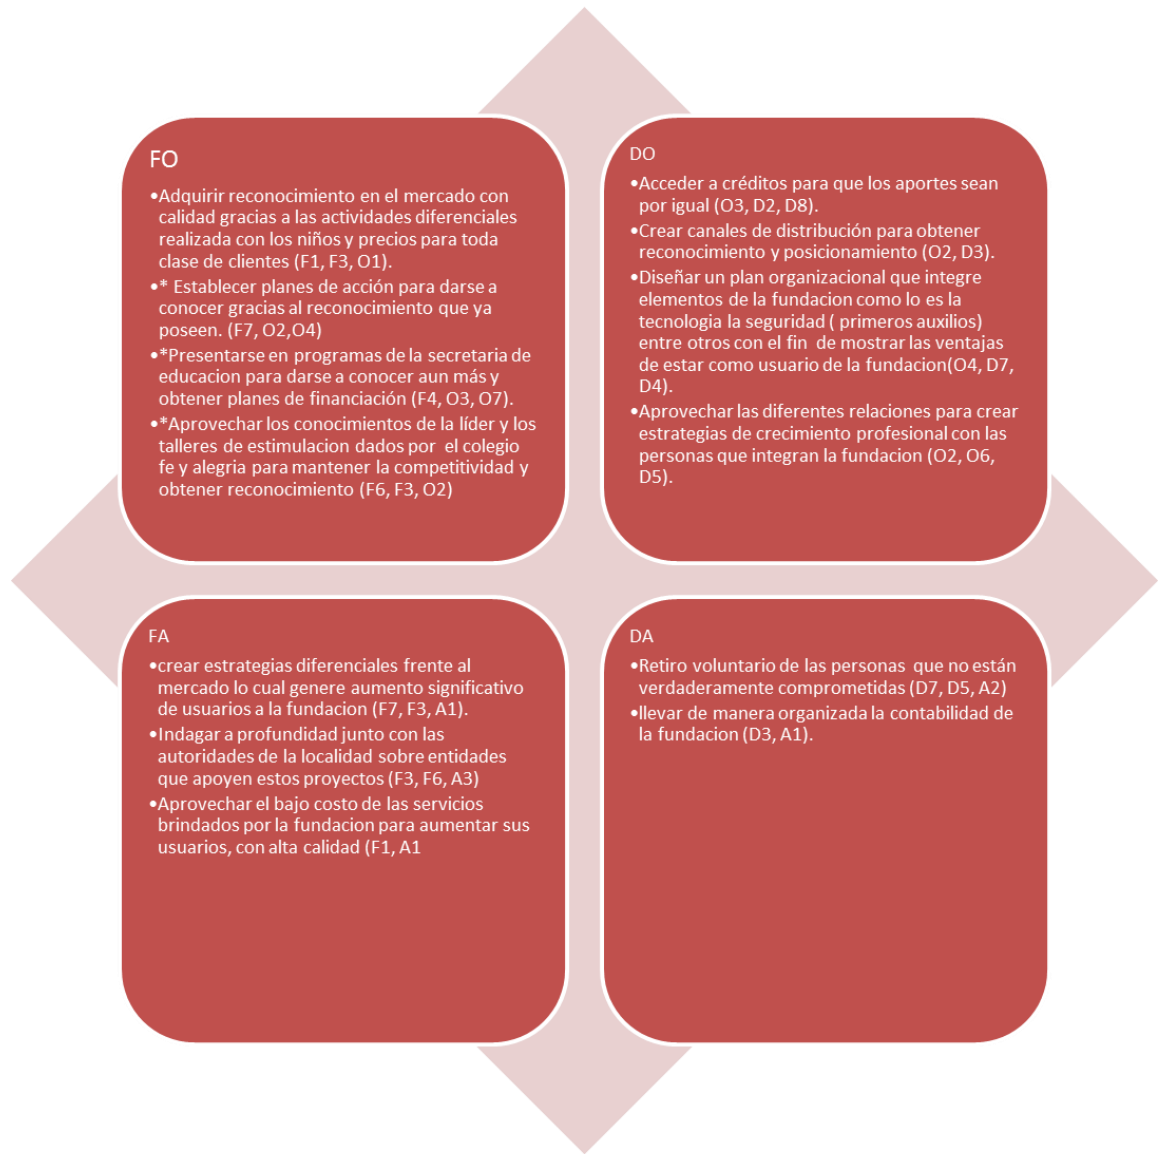 FO
•Adquirir reconocimiento en el mercado con
calidad gracias a las actividades diferenciales
realizada con los niños y precios para toda
clase de clientes (F1, F3, O1).
•* Establecer planes de acción para darse a
conocer gracias al reconocimiento que ya
poseen. (F7, O2,O4)
•*Presentarse en programas de la secretaria de
educacion para darse a conocer aun más y
obtener planes de financiación (F4, O3, O7).
•*Aprovechar los conocimientos de la líder y los
talleres de estimulacion dados por el colegio
fe y alegria para mantener la competitividad y
obtener reconocimiento (F6, F3, O2)
DO
•Acceder a créditos para que los aportes sean
por igual (O3, D2, D8).
•Crear canales de distribución para obtener
reconocimiento y posicionamiento (O2, D3).
•Diseñar un plan organizacional que integre
elementos de la fundacion como lo es la
tecnologia la seguridad ( primeros auxilios)
entre otros con el fin de mostrar las ventajas
de estar como usuario de la fundacion(O4, D7,
D4).
•Aprovechar las diferentes relaciones para crear
estrategias de crecimiento profesional con las
personas que integran la fundacion (O2, O6,
D5).
FA
•crear estrategias diferenciales frente al
mercado lo cual genere aumento significativo
de usuarios a la fundacion (F7, F3, A1).
•Indagar a profundidad junto con las
autoridades de la localidad sobre entidades
que apoyen estos proyectos (F3, F6, A3)
•Aprovechar el bajo costo de las servicios
brindados por la fundacion para aumentar sus
usuarios, con alta calidad (F1, A1
DA
•Retiro voluntario de las personas que no están
verdaderamente comprometidas (D7, D5, A2)
•llevar de manera organizada la contabilidad de
la fundacion (D3, A1).